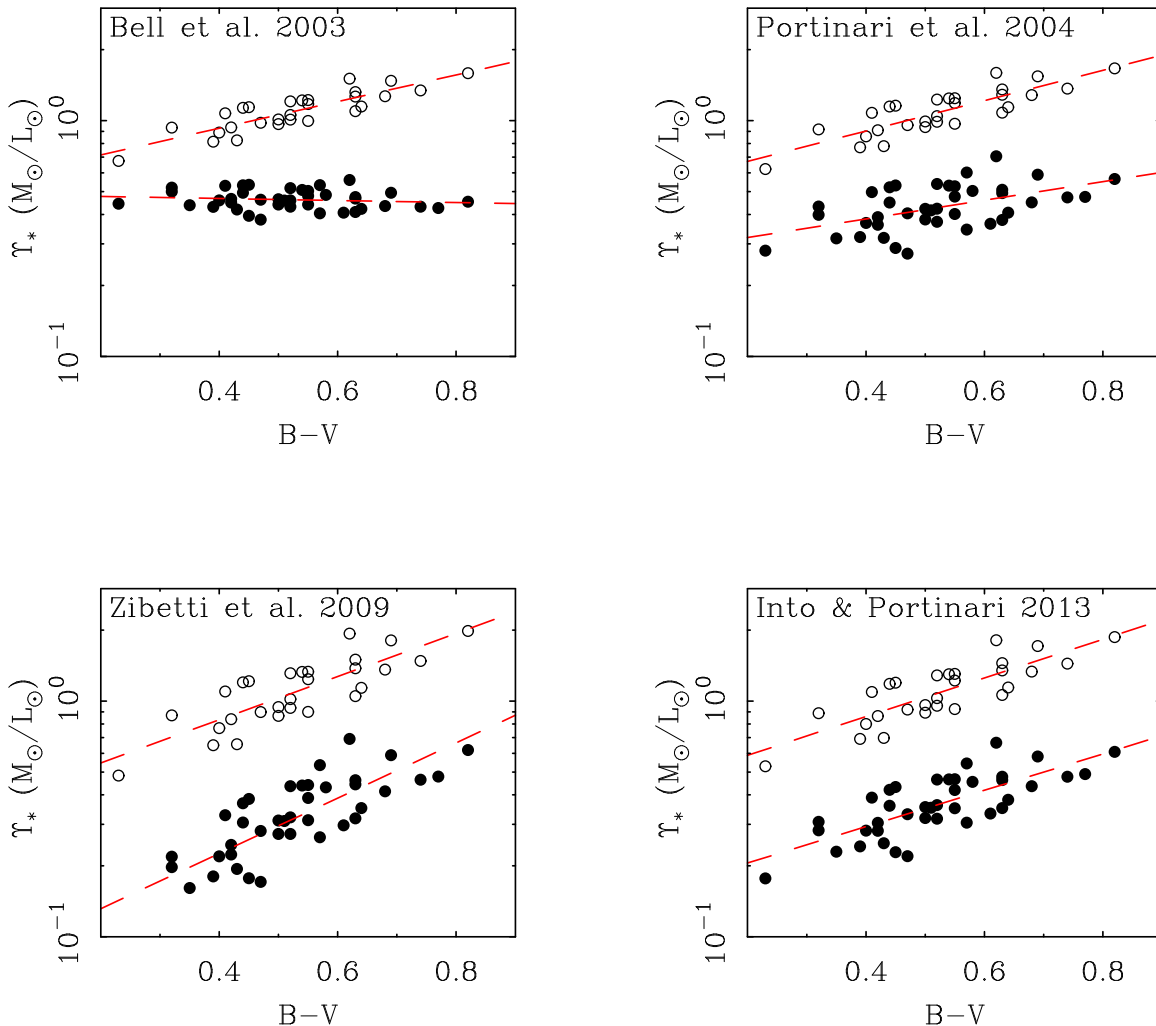 Bell et al. 2003
Υ* (M⊙/L⊙)
10⁰
10⁻¹
0.4 0.6 0.8
B−V
Portinari et al. 2004
Υ* (M⊙/L⊙)
10⁰
10⁻¹
0.4 0.6 0.8
B−V
Zibetti et al. 2009
Υ* (M⊙/L⊙)
10⁰
10⁻¹
0.4 0.6 0.8
B−V
Into & Portinari 2013
Υ* (M⊙/L⊙)
10⁰
10⁻¹
0.4 0.6 0.8
B−V